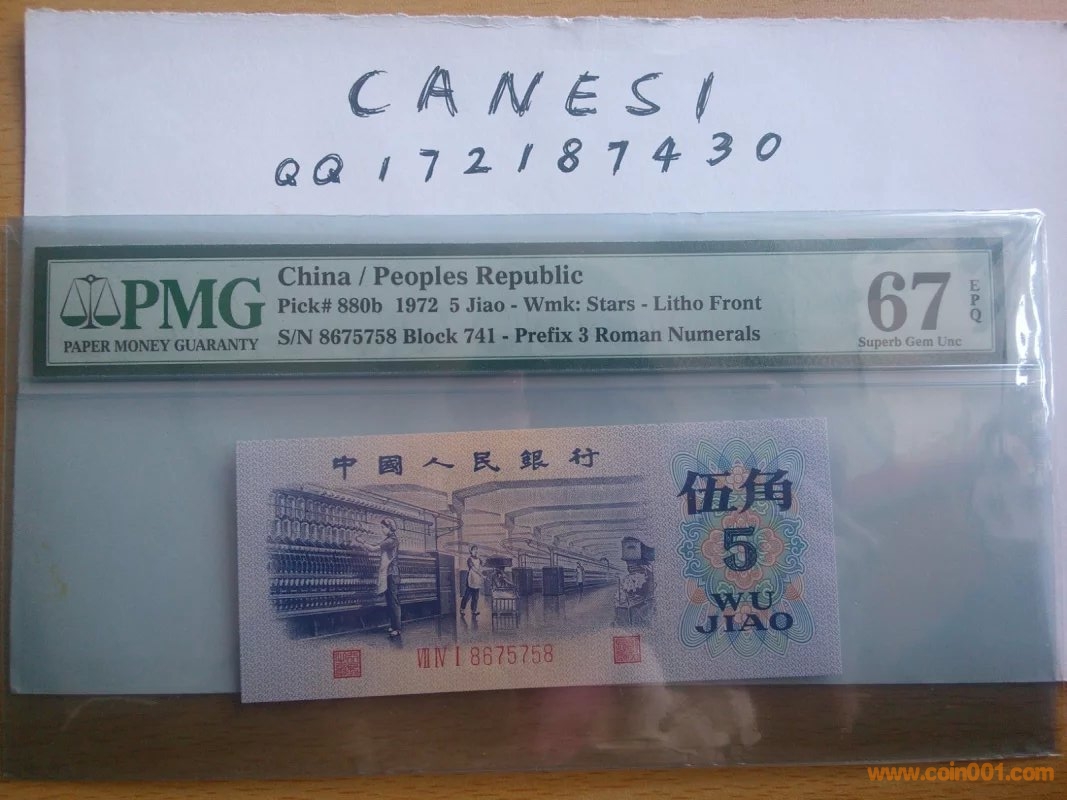 CANESI
QQ172187430
PMG
PAPER MONEY GUARANTY
China / Peoples Republic
Pick# 880b 1972 5 Jiao - Wmk: Stars - Litho Front
S/N 8675758 Block 741 - Prefix 3 Roman Numerals
67
EPQ
Superb Gem Unc
中國人民銀行
伍角
5
WU
JIAO
VII IV I 8675758
www.coin001.com